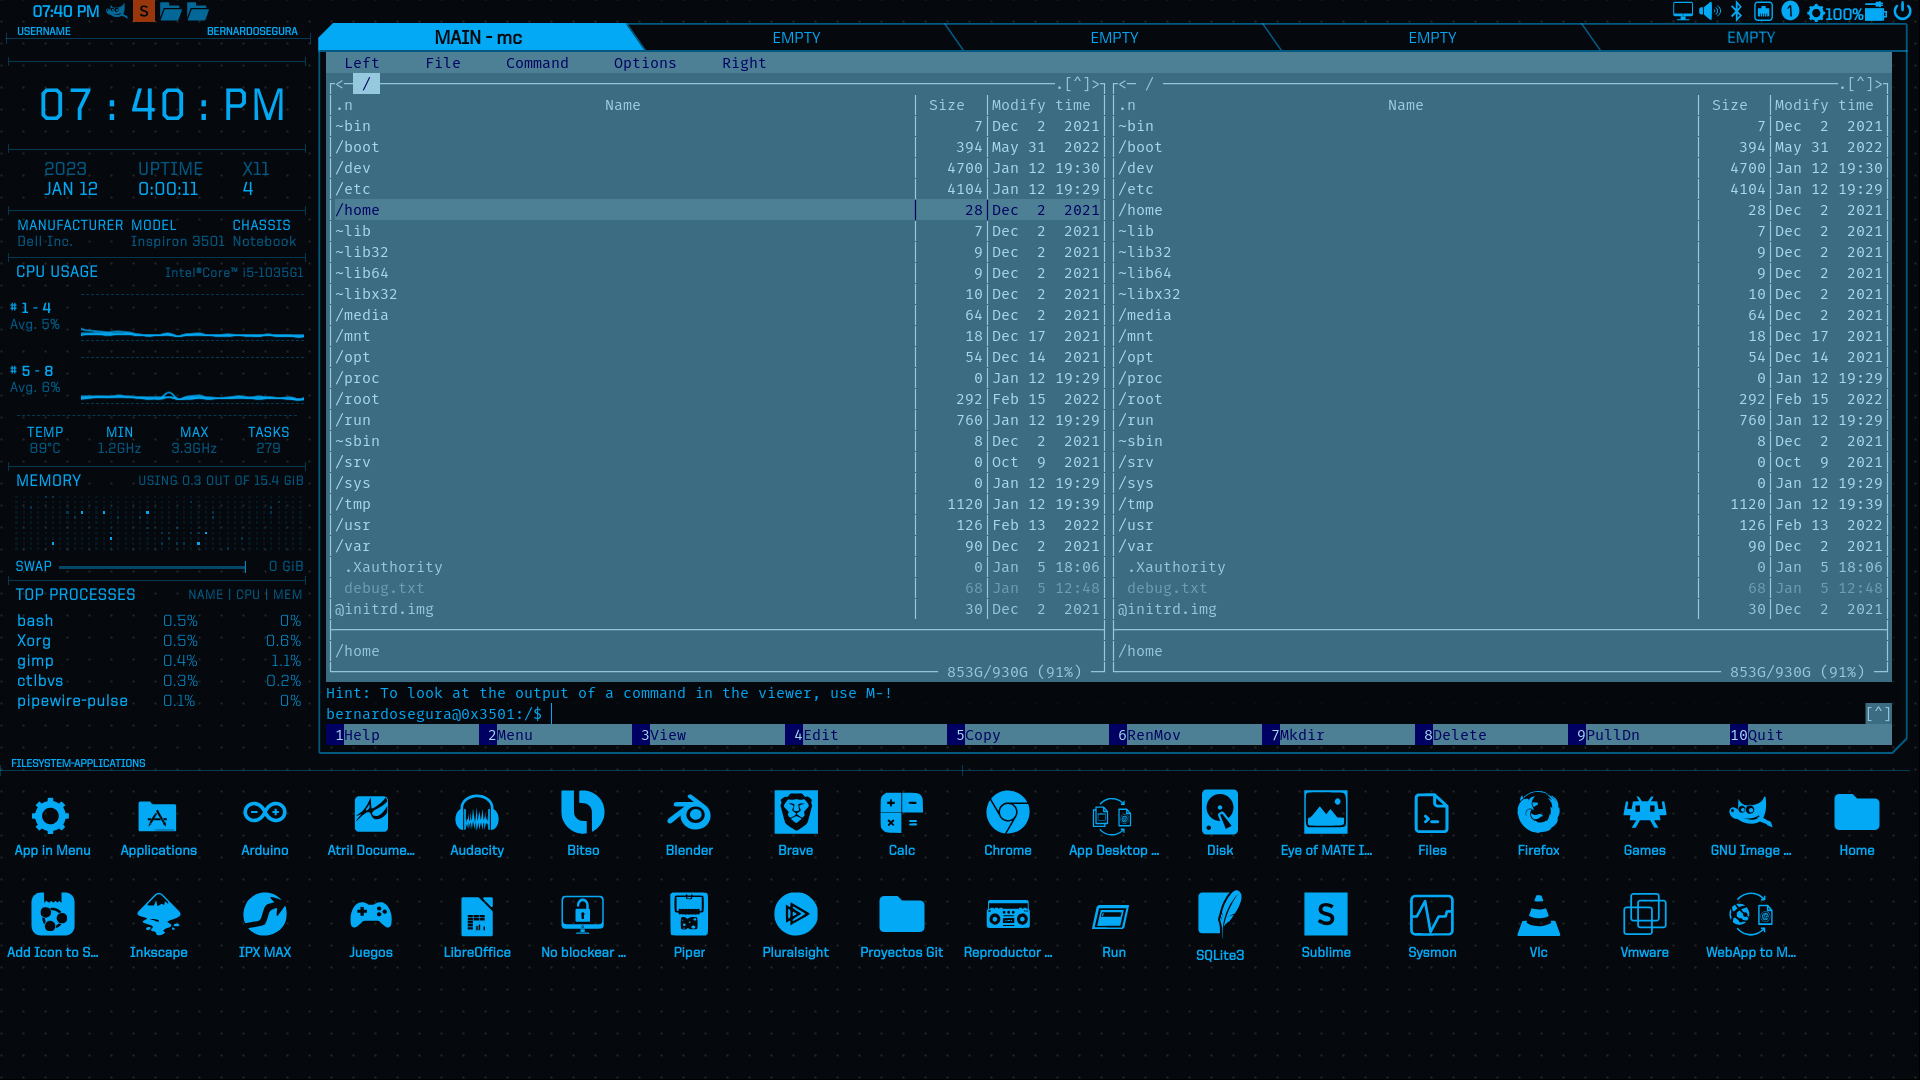 07:40 PM S 1 100%
USERNAME BERNARDOSEGURA
07:40:PM
2023 UPTIME X11
JAN 12 0:00:11 4
MANUFACTURER MODEL CHASSIS
Dell Inc. Inspiron 3501 Notebook
CPU USAGE Intel®Core™ i5-1035G1
# 1 - 4
Avg. 5%
# 5 - 8
Avg. 6%
TEMP MIN MAX TASKS
89°C 1.2GHz 3.3GHz 279
MEMORY USING 0.3 OUT OF 15.4 GiB
SWAP 0 GiB
TOP PROCESSES NAME | CPU | MEM
bash 0.5% 0%
Xorg 0.5% 0.6%
gimp 0.4% 1.1%
ctlbvs 0.3% 0.2%
pipewire-pulse 0.1% 0%
MAIN - mc EMPTY EMPTY EMPTY EMPTY
Left File Command Options Right
<─ / .[^]> <─ / .[^]>
.n Name Size Modify time .n Name Size Modify time
~bin 7 Dec 2 2021 ~bin 7 Dec 2 2021
/boot 394 May 31 2022 /boot 394 May 31 2022
/dev 4700 Jan 12 19:30 /dev 4700 Jan 12 19:30
/etc 4104 Jan 12 19:29 /etc 4104 Jan 12 19:29
/home 28 Dec 2 2021 /home 28 Dec 2 2021
~lib 7 Dec 2 2021 ~lib 7 Dec 2 2021
~lib32 9 Dec 2 2021 ~lib32 9 Dec 2 2021
~lib64 9 Dec 2 2021 ~lib64 9 Dec 2 2021
~libx32 10 Dec 2 2021 ~libx32 10 Dec 2 2021
/media 64 Dec 2 2021 /media 64 Dec 2 2021
/mnt 18 Dec 17 2021 /mnt 18 Dec 17 2021
/opt 54 Dec 14 2021 /opt 54 Dec 14 2021
/proc 0 Jan 12 19:29 /proc 0 Jan 12 19:29
/root 292 Feb 15 2022 /root 292 Feb 15 2022
/run 760 Jan 12 19:29 /run 760 Jan 12 19:29
~sbin 8 Dec 2 2021 ~sbin 8 Dec 2 2021
/srv 0 Oct 9 2021 /srv 0 Oct 9 2021
/sys 0 Jan 12 19:29 /sys 0 Jan 12 19:29
/tmp 1120 Jan 12 19:39 /tmp 1120 Jan 12 19:39
/usr 126 Feb 13 2022 /usr 126 Feb 13 2022
/var 90 Dec 2 2021 /var 90 Dec 2 2021
.Xauthority 0 Jan 5 18:06 .Xauthority 0 Jan 5 18:06
debug.txt 68 Jan 5 12:48 debug.txt 68 Jan 5 12:48
@initrd.img 30 Dec 2 2021 @initrd.img 30 Dec 2 2021
/home /home
853G/930G (91%) 853G/930G (91%)
Hint: To look at the output of a command in the viewer, use M-!
bernardosegura@0x3501:/$ [^]
1Help 2Menu 3View 4Edit 5Copy 6RenMov 7Mkdir 8Delete 9PullDn 10Quit
FILESYSTEM-APPLICATIONS
App in Menu Applications Arduino Atril Docume... Audacity Bitso Blender Brave Calc Chrome App Desktop ... Disk Eye of MATE I... Files Firefox Games GNU Image ... Home
S
Add Icon to S... Inkscape IPX MAX Juegos LibreOffice No blockear ... Piper Pluralsight Proyectos Git Reproductor ... Run SQLite3 Sublime Sysmon Vlc Vmware WebApp to M...